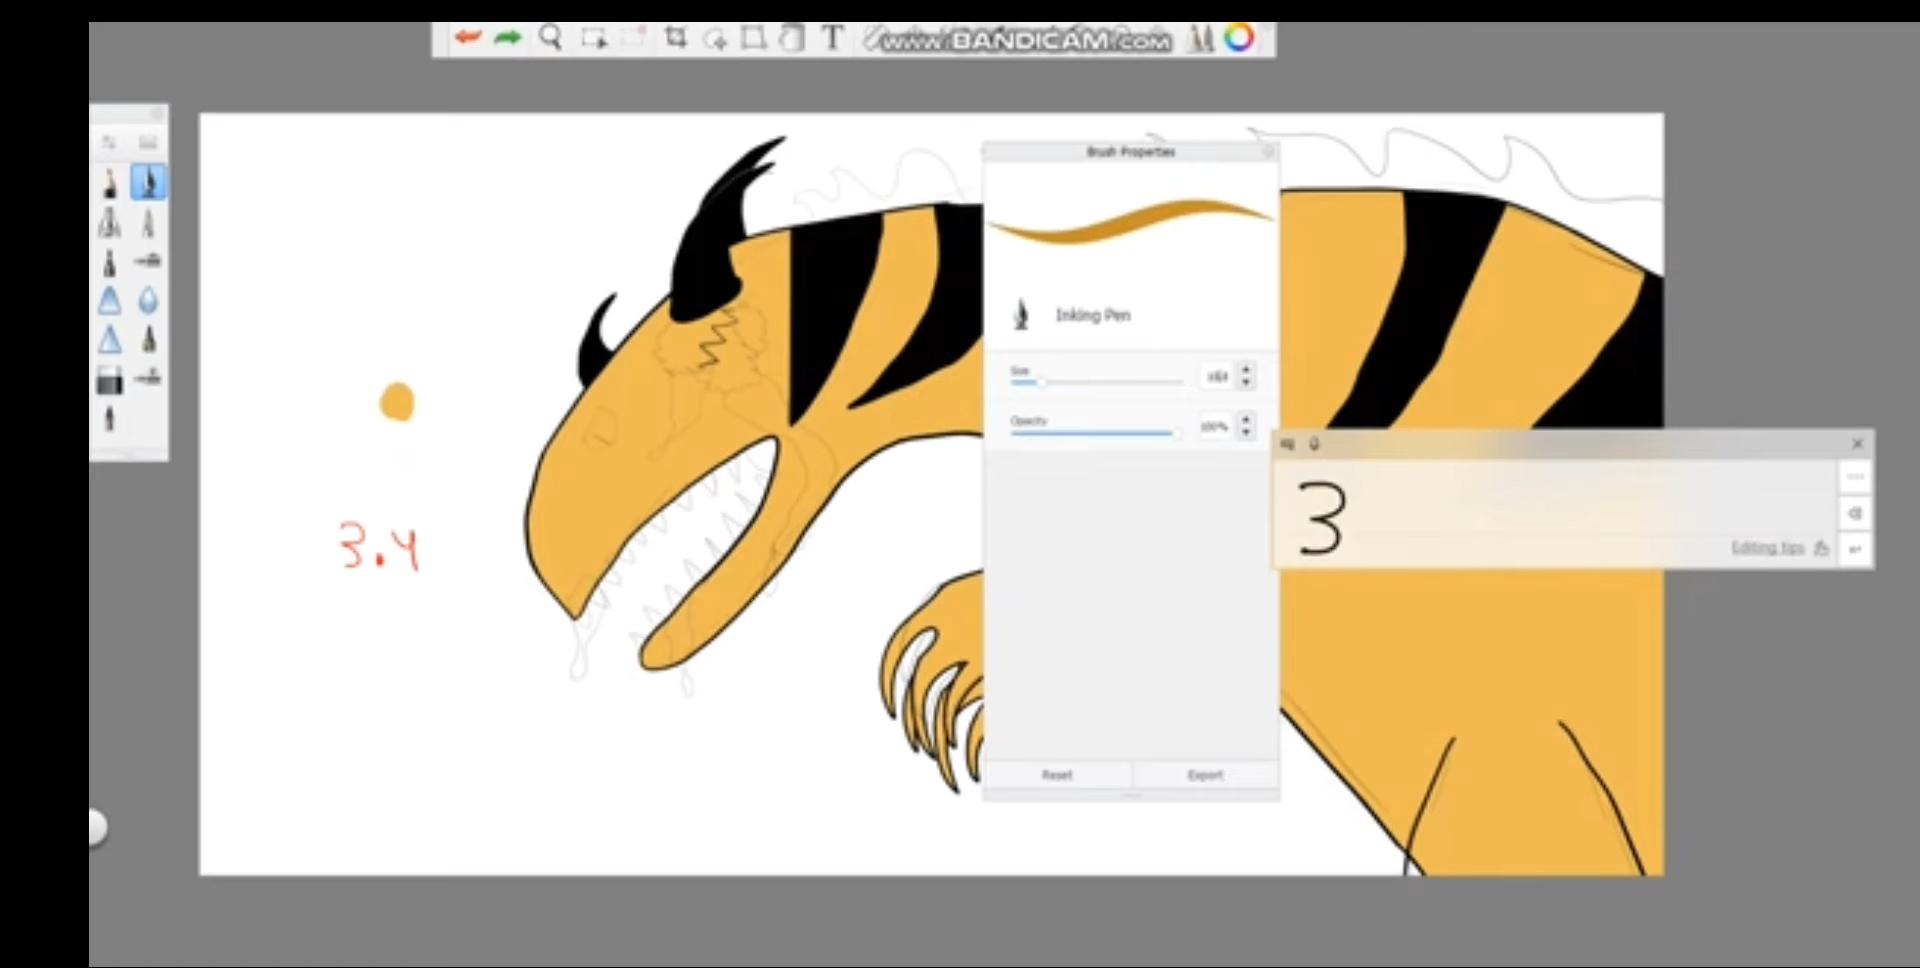 T
www.BANDICAM.com
Brush Properties
Inking Pen
Size
Opacity
100%
3
Editing tips
3.4
Reset
Export